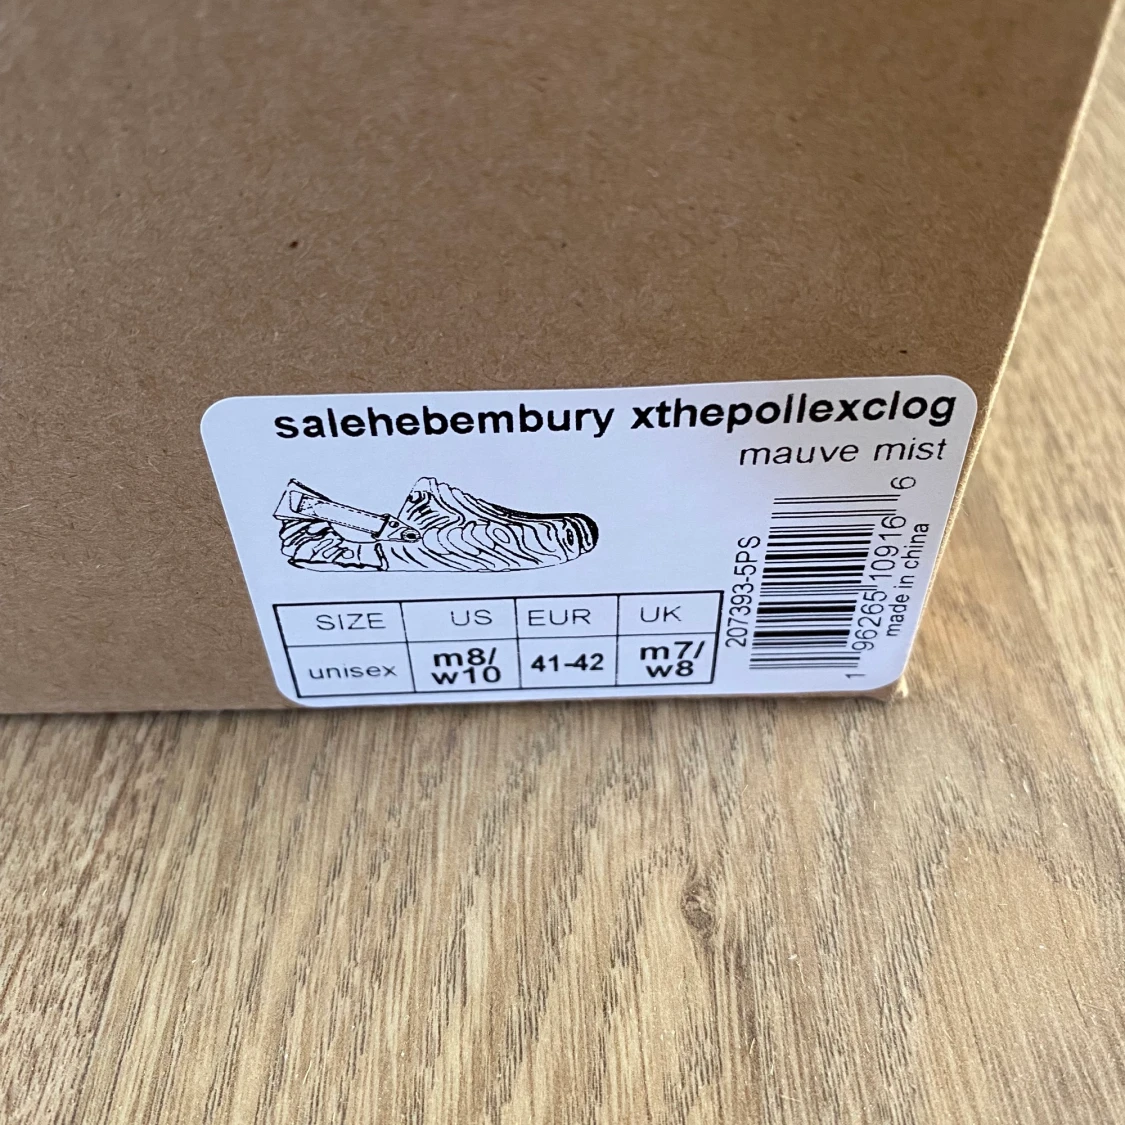 salehebembury xthepollexclog
mauve mist
SIZE US EUR UK
unisex m8/w10 41-42 m7/w8
207393-5PS
1 96265 10916 6
made in china